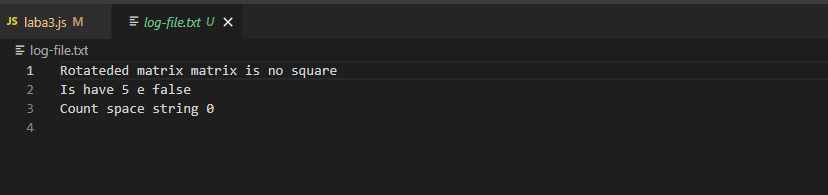 JS laba3.js M
log-file.txt U
log-file.txt
1 Rotateded matrix matrix is no square
2 Is have 5 e false
3 Count space string 0
4